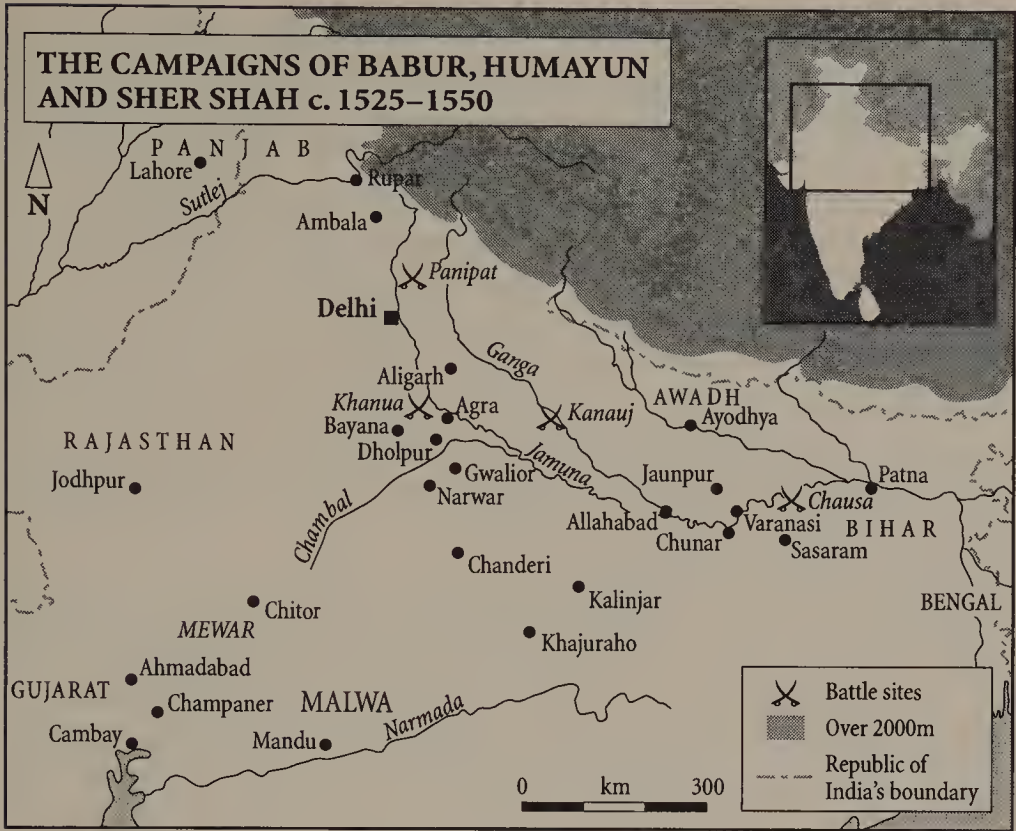 THE CAMPAIGNS OF BABUR, HUMAYUN
AND SHER SHAH c. 1525–1550
N
PANJAB
Lahore
Sutlej
Rupar
Ambala
Panipat
Delhi
Ganga
Aligarh
Khanua
Agra
Kanauj
AWADH
Ayodhya
Bayana
Dholpur
RAJASTHAN
Jodhpur
Jamuna
Gwalior
Narwar
Chambal
Jaunpur
Patna
Chausa
Allahabad
Varanasi
BIHAR
Chunar
Sasaram
Chanderi
Kalinjar
BENGAL
Chitor
MEWAR
Khajuraho
Ahmadabad
GUJARAT
Champaner
MALWA
Narmada
Cambay
Mandu
0 km 300
Battle sites
Over 2000m
Republic of
India's boundary